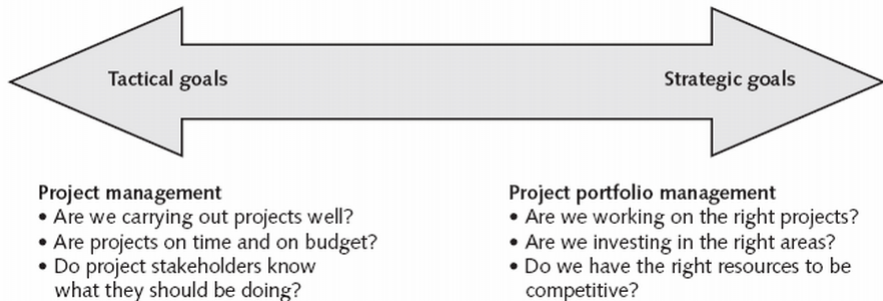 Tactical goals
Strategic goals
Project management
• Are we carrying out projects well?
• Are projects on time and on budget?
• Do project stakeholders know
what they should be doing?
Project portfolio management
• Are we working on the right projects?
• Are we investing in the right areas?
• Do we have the right resources to be
competitive?